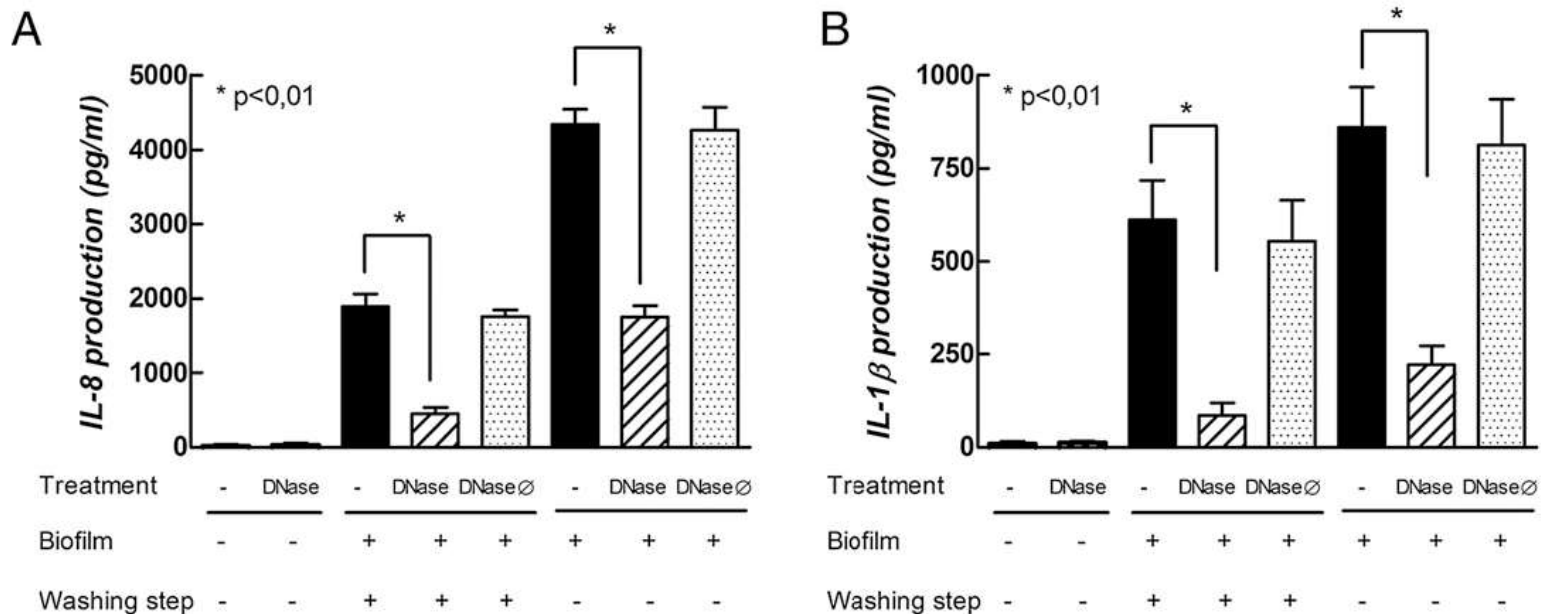 A
IL-8 production (pg/ml)
5000
4000
3000
2000
1000
0
* p<0,01
*
*
Treatment - DNase - DNase DNase∅ - DNase DNase∅
Biofilm - - + + + + + +
Washing step - - + + + - - -
B
IL-1β production (pg/ml)
1000
750
500
250
0
* p<0,01
*
*
Treatment - DNase - DNase DNase∅ - DNase DNase∅
Biofilm - - + + + + + +
Washing step - - + + + - - -